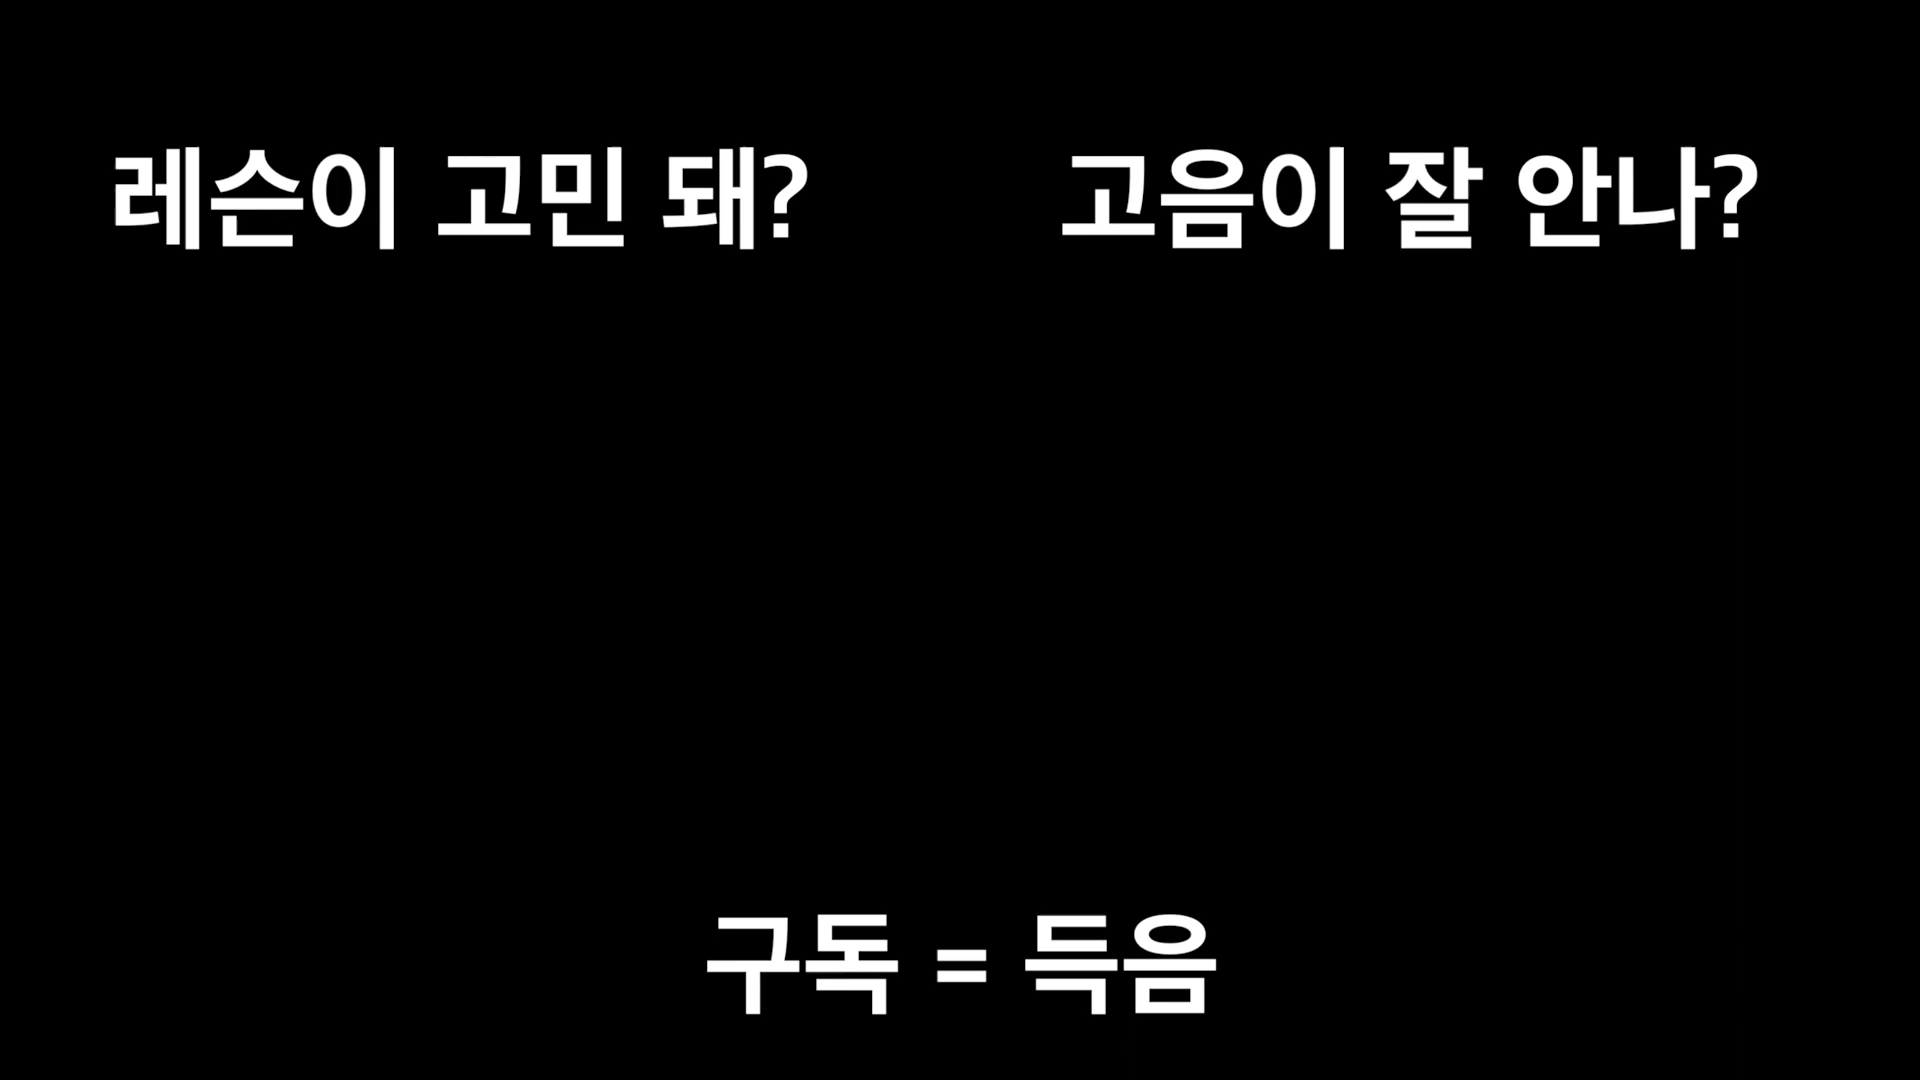 레슨이 고민 돼?
고음이 잘 안나?
구독 = 득음